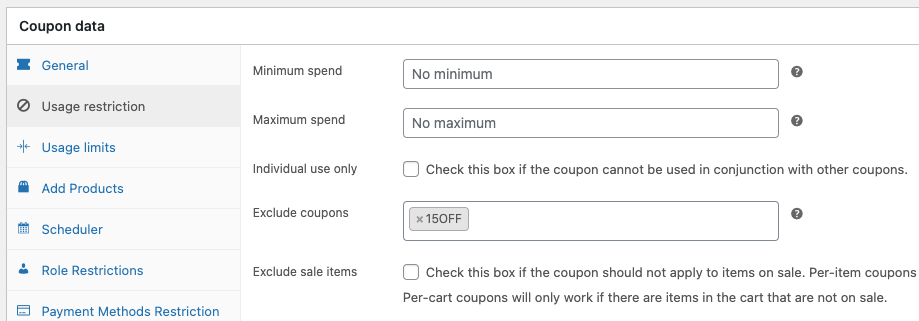 Coupon data
General
Usage restriction
Usage limits
Add Products
Scheduler
Role Restrictions
Payment Methods Restriction
Minimum spend
No minimum
?
Maximum spend
No maximum
?
Individual use only
Check this box if the coupon cannot be used in conjunction with other coupons.
Exclude coupons
×15OFF
?
Exclude sale items
Check this box if the coupon should not apply to items on sale. Per-item coupons
Per-cart coupons will only work if there are items in the cart that are not on sale.